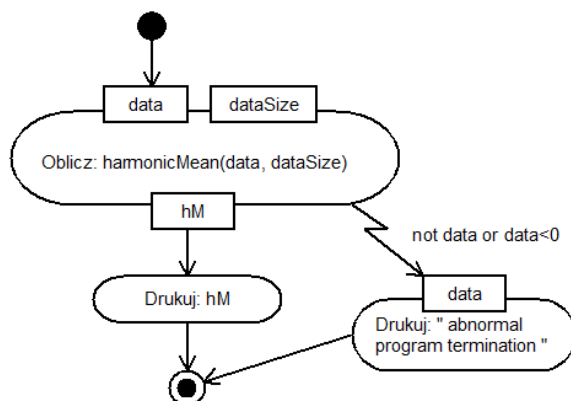 data
dataSize
Oblicz: harmonicMean(data, dataSize)
hM
not data or data<0
Drukuj: hM
data
Drukuj: " abnormal
program termination "